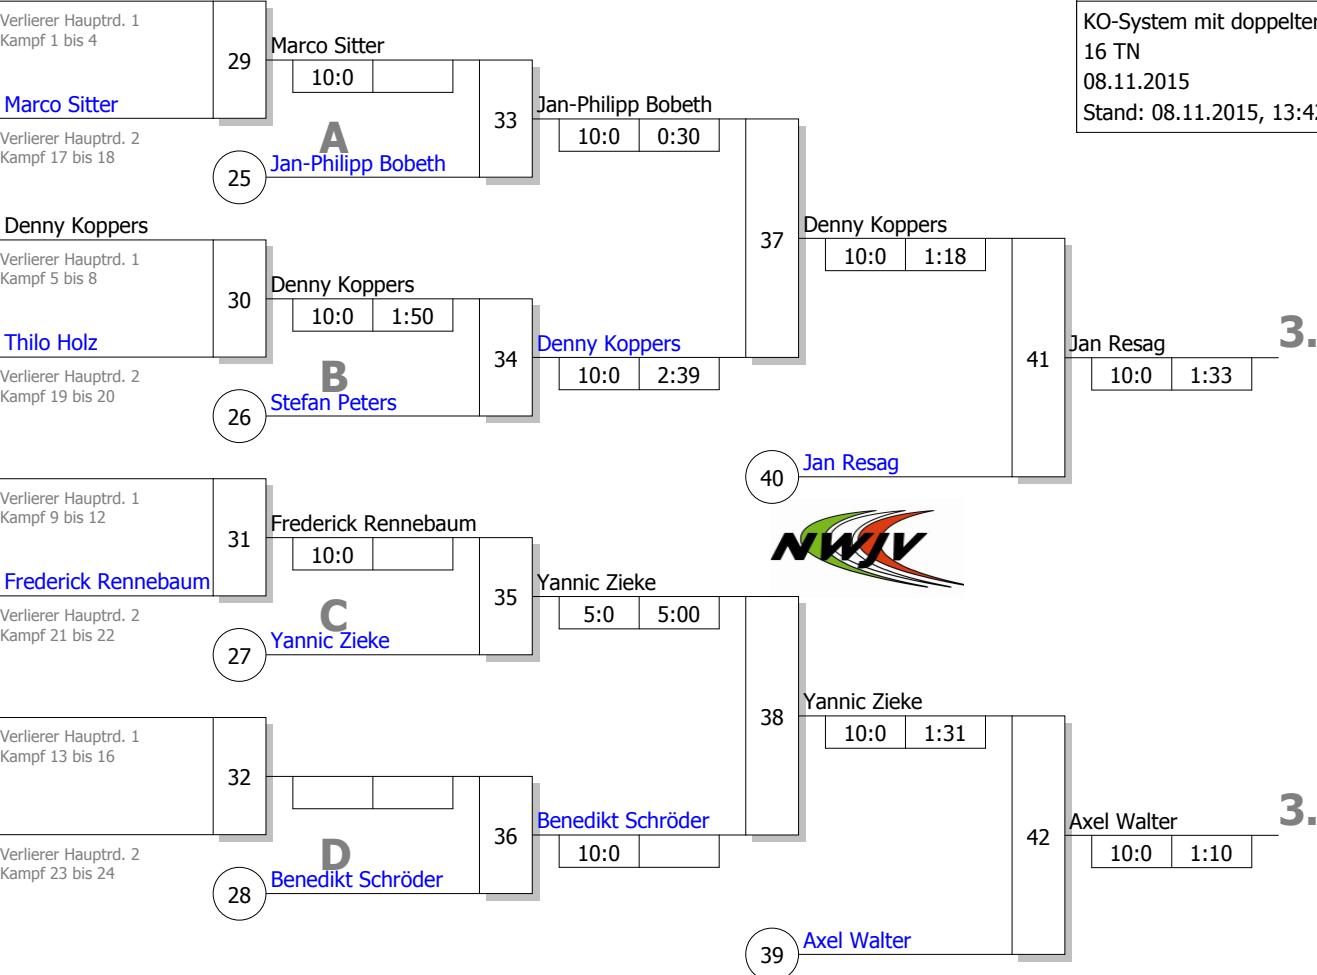 Verlierer Hauptrd. 1
Kampf 1 bis 4
29
Marco Sitter
10:0
Marco Sitter
Verlierer Hauptrd. 2
Kampf 17 bis 18
A
25
Jan-Philipp Bobeth
33
Jan-Philipp Bobeth
10:0 0:30
KO-System mit doppelter
16 TN
08.11.2015
Stand: 08.11.2015, 13:42
Denny Koppers
Verlierer Hauptrd. 1
Kampf 5 bis 8
30
Denny Koppers
10:0 1:50
Thilo Holz
Verlierer Hauptrd. 2
Kampf 19 bis 20
B
26
Stefan Peters
34
Denny Koppers
10:0 2:39
37
Denny Koppers
10:0 1:18
41
Jan Resag
10:0 1:33
3.
40
Jan Resag
NWJV
Verlierer Hauptrd. 1
Kampf 9 bis 12
31
Frederick Rennebaum
10:0
Frederick Rennebaum
Verlierer Hauptrd. 2
Kampf 21 bis 22
C
27
Yannic Zieke
35
Yannic Zieke
5:0 5:00
Verlierer Hauptrd. 1
Kampf 13 bis 16
32
Verlierer Hauptrd. 2
Kampf 23 bis 24
D
28
Benedikt Schröder
36
Benedikt Schröder
10:0
38
Yannic Zieke
10:0 1:31
42
Axel Walter
10:0 1:10
3.
39
Axel Walter